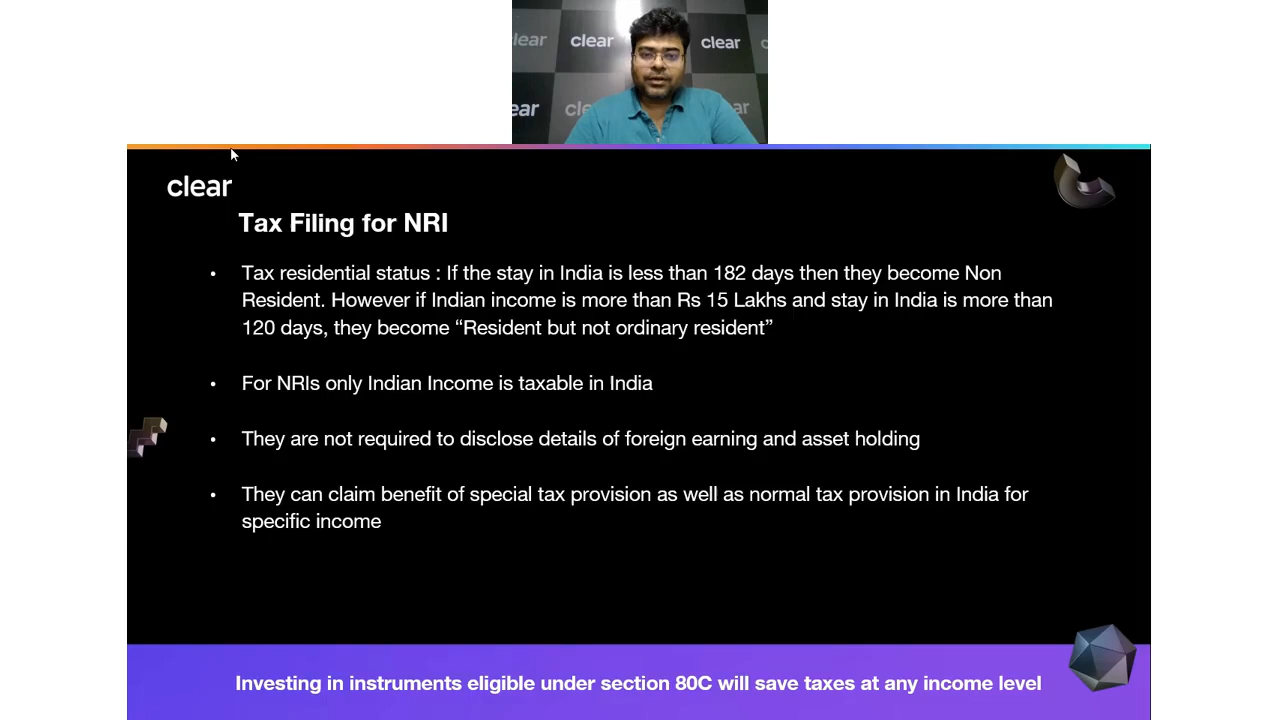 clear
clear
clear
clear
clear
Tax Filing for NRI
• Tax residential status : If the stay in India is less than 182 days then they become Non
Resident. However if Indian income is more than Rs 15 Lakhs and stay in India is more than
120 days, they become “Resident but not ordinary resident”
• For NRIs only Indian Income is taxable in India
• They are not required to disclose details of foreign earning and asset holding
• They can claim benefit of special tax provision as well as normal tax provision in India for
specific income
Investing in instruments eligible under section 80C will save taxes at any income level